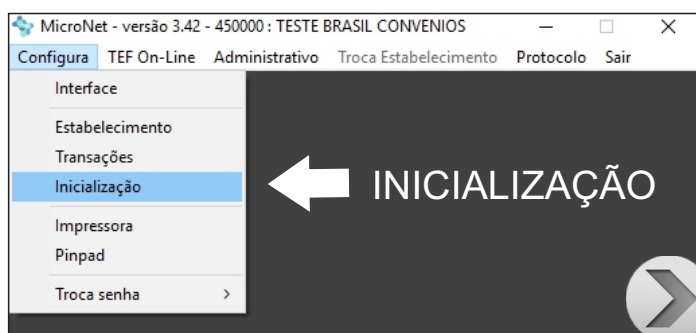 MicroNet - versão 3.42 - 450000 : TESTE BRASIL CONVENIOS
Configura TEF On-Line Administrativo Troca Estabelecimento Protocolo Sair
Interface
Estabelecimento
Transações
Inicialização
INICIALIZAÇÃO
Impressora
Pinpad
Troca senha